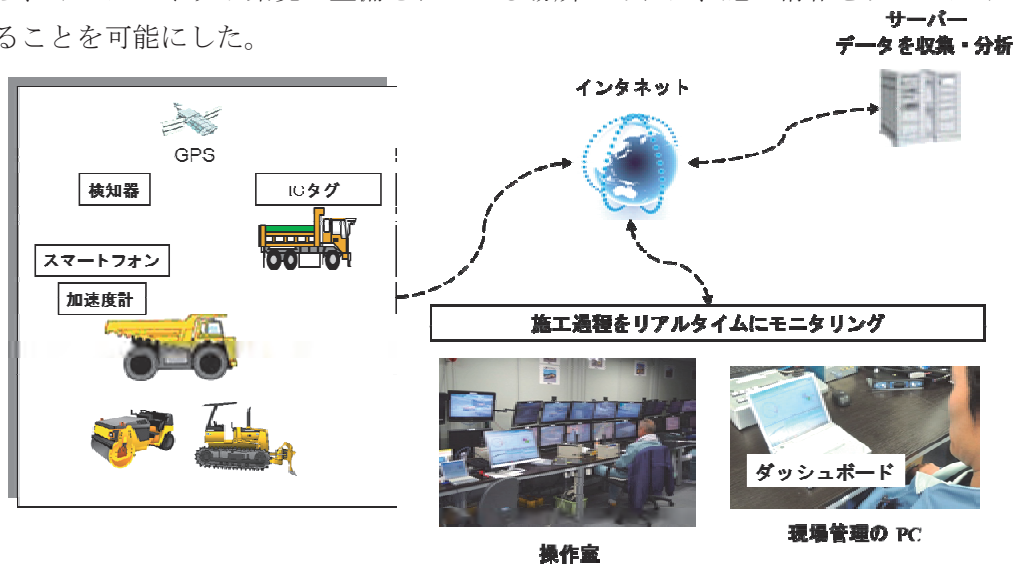 ることを可能にした。
サーバー
データを収集・分析
インタネット
GPS
検知器
ICタグ
スマートフォン
加速度計
施工過程をリアルタイムにモニタリング
ダッシュボード
操作室
現場管理の PC